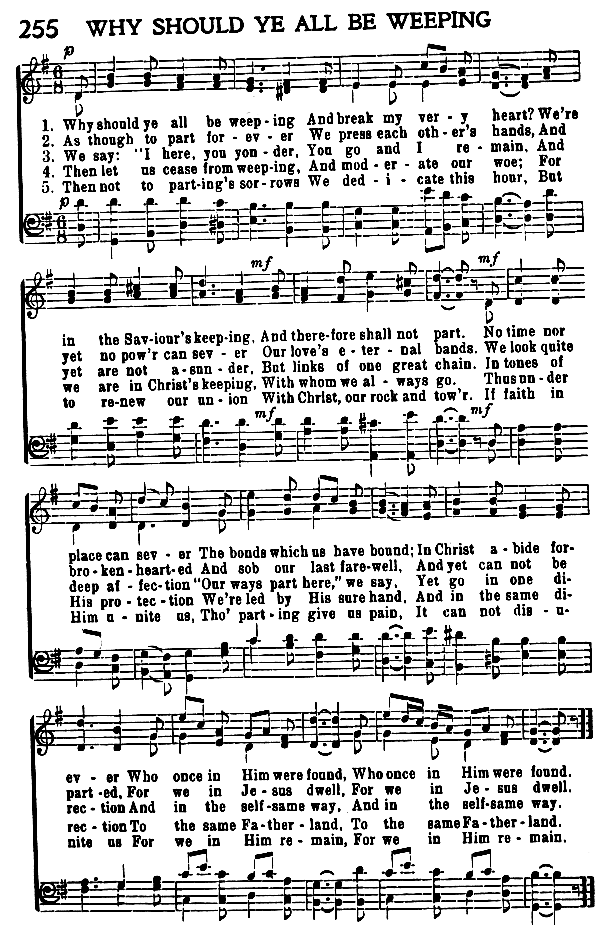 255 WHY SHOULD YE ALL BE WEEPING
p
1. Why should ye all be weep - ing And break my ver - y heart? We're
2. As though to part for - ev - er We press each oth - er's hands, And
3. We say: "I here, you yon - der, You go and I re - main, And
4. Then let us cease from weep - ing, And mod - er - ate our woe; For
5. Then not to part - ing's sor - rows We ded - i - cate this hour, But
p
mf mf
in the Sav - iour's keep - ing, And there - fore shall not part. No time nor
yet no pow'r can sev - er Our love's e - ter - nal bands. We look quite
yet are not a - sun - der, But links of one great chain. In tones of
we are in Christ's keeping, With whom we al - ways go. Thus un - der
to re - new our un - ion With Christ, our rock and tow'r. If faith in
mf mf
place can sev - er The bonds which us have bound; In Christ a - bide for-
bro - ken - heart - ed And sob our last fare - well, And yet can not be
deep af - fec - tion "Our ways part here," we say, Yet go in one di-
His pro - tec - tion We're led by His sure hand, And in the same di-
Him u - nite us, Tho' part - ing give us pain, It can not dis - u-
ev - er Who once in Him were found, Who once in Him were found.
part - ed, For we in Je - sus dwell, For we in Je - sus dwell.
rec - tion And in the self - same way, And in the self - same way.
rec - tion To the same Fa - ther - land, To the same Fa - ther - land.
nite us For we in Him re - main, For we in Him re - main.